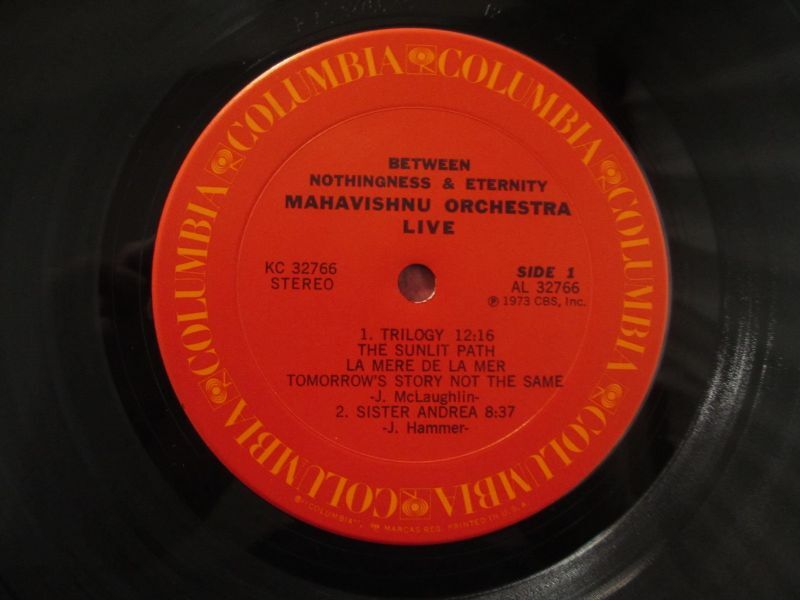 COLUMBIA COLUMBIA COLUMBIA COLUMBIA COLUMBIA COLUMBIA
BETWEEN
NOTHINGNESS & ETERNITY
MAHAVISHNU ORCHESTRA
LIVE
KC 32766
STEREO
SIDE 1
AL 32766
℗ 1973 CBS, Inc.
1. TRILOGY 12:16
THE SUNLIT PATH
LA MERE DE LA MER
TOMORROW'S STORY NOT THE SAME
-J. McLaughlin-
2. SISTER ANDREA 8:37
-J. Hammer-
"COLUMBIA", MARCAS REG. PRINTED IN U.S.A.